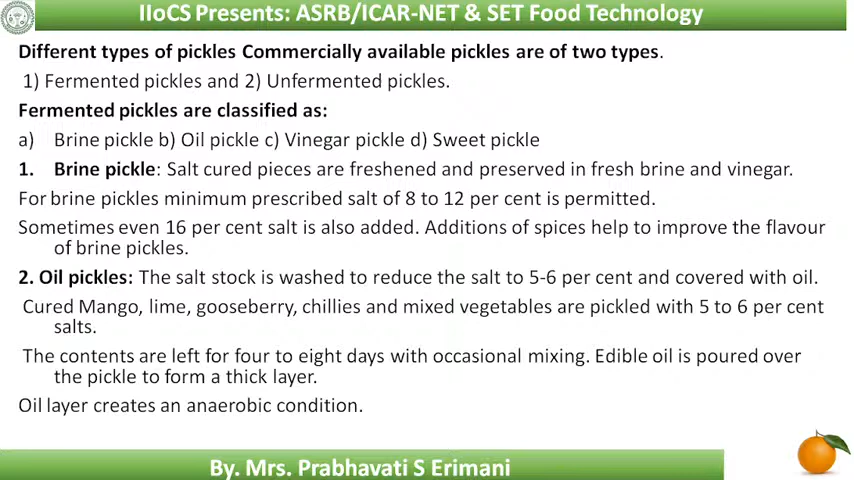 IIoCS Presents: ASRB/ICAR-NET & SET Food Technology
Different types of pickles Commercially available pickles are of two types.
1) Fermented pickles and 2) Unfermented pickles.
Fermented pickles are classified as:
a) Brine pickle b) Oil pickle c) Vinegar pickle d) Sweet pickle
1. Brine pickle: Salt cured pieces are freshened and preserved in fresh brine and vinegar.
For brine pickles minimum prescribed salt of 8 to 12 per cent is permitted.
Sometimes even 16 per cent salt is also added. Additions of spices help to improve the flavour
of brine pickles.
2. Oil pickles: The salt stock is washed to reduce the salt to 5-6 per cent and covered with oil.
Cured Mango, lime, gooseberry, chillies and mixed vegetables are pickled with 5 to 6 per cent
salts.
The contents are left for four to eight days with occasional mixing. Edible oil is poured over
the pickle to form a thick layer.
Oil layer creates an anaerobic condition.
By. Mrs. Prabhavati S Erimani